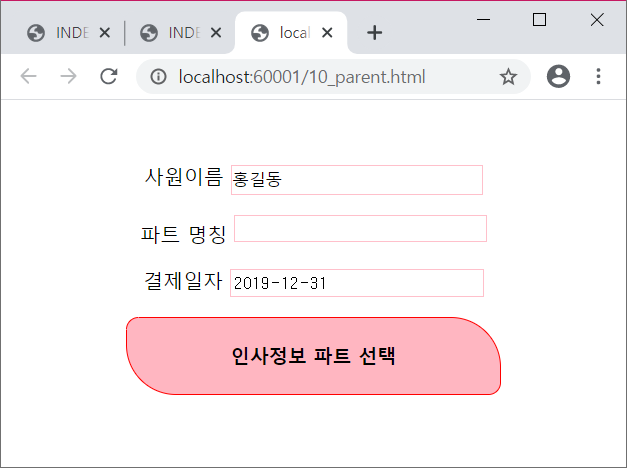 INDE
INDE
local
localhost:60001/10_parent.html
사원이름 홍길동
파트 명칭
결제일자 2019-12-31
인사정보 파트 선택